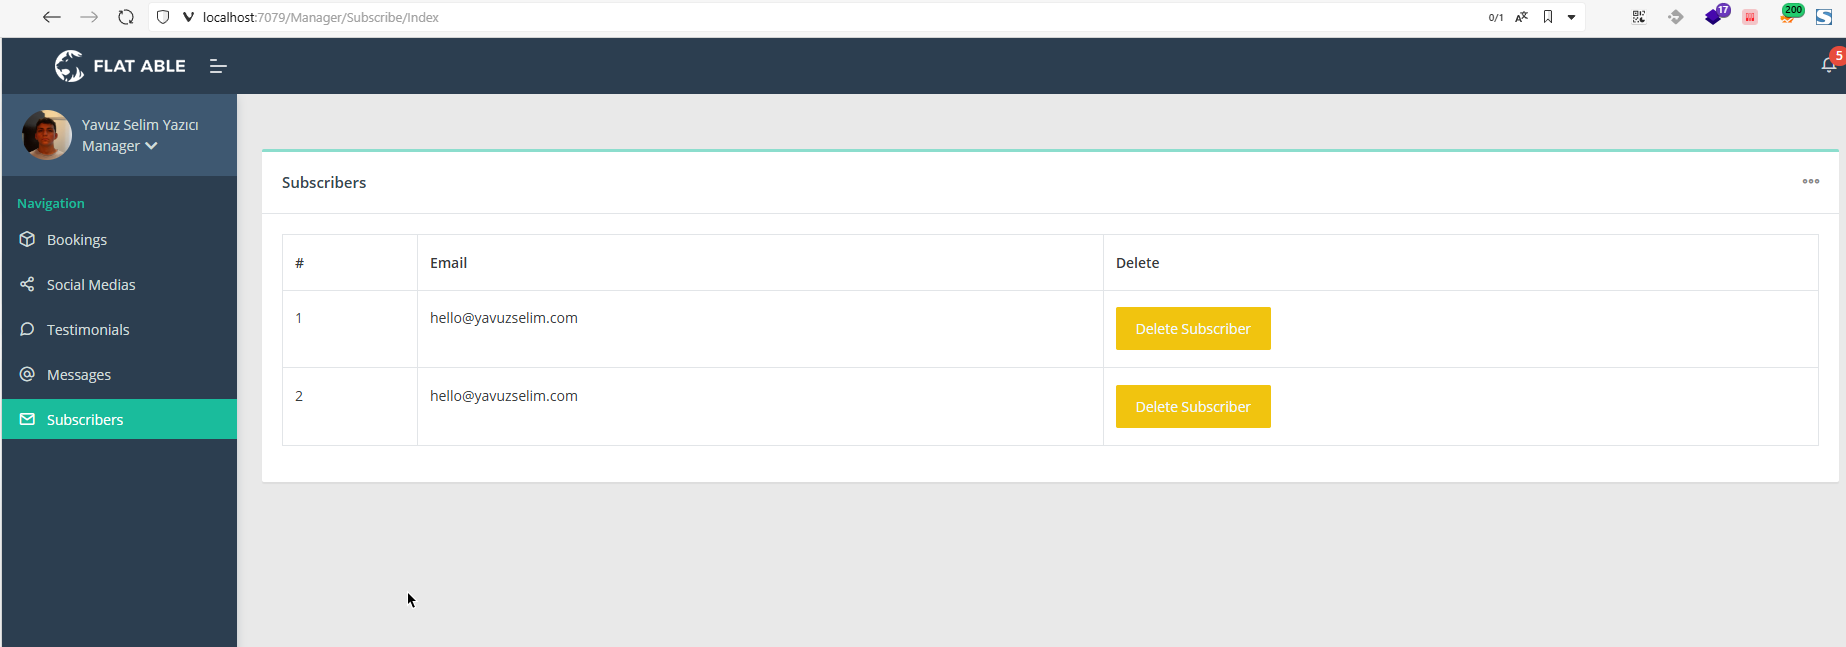 localhost:7079/Manager/Subscribe/Index
0/1
17
200
FLAT ABLE
5
Yavuz Selim Yazıcı
Manager
Navigation
Bookings
Social Medias
Testimonials
Messages
Subscribers
Subscribers
# Email Delete
1 hello@yavuzselim.com Delete Subscriber
2 hello@yavuzselim.com Delete Subscriber